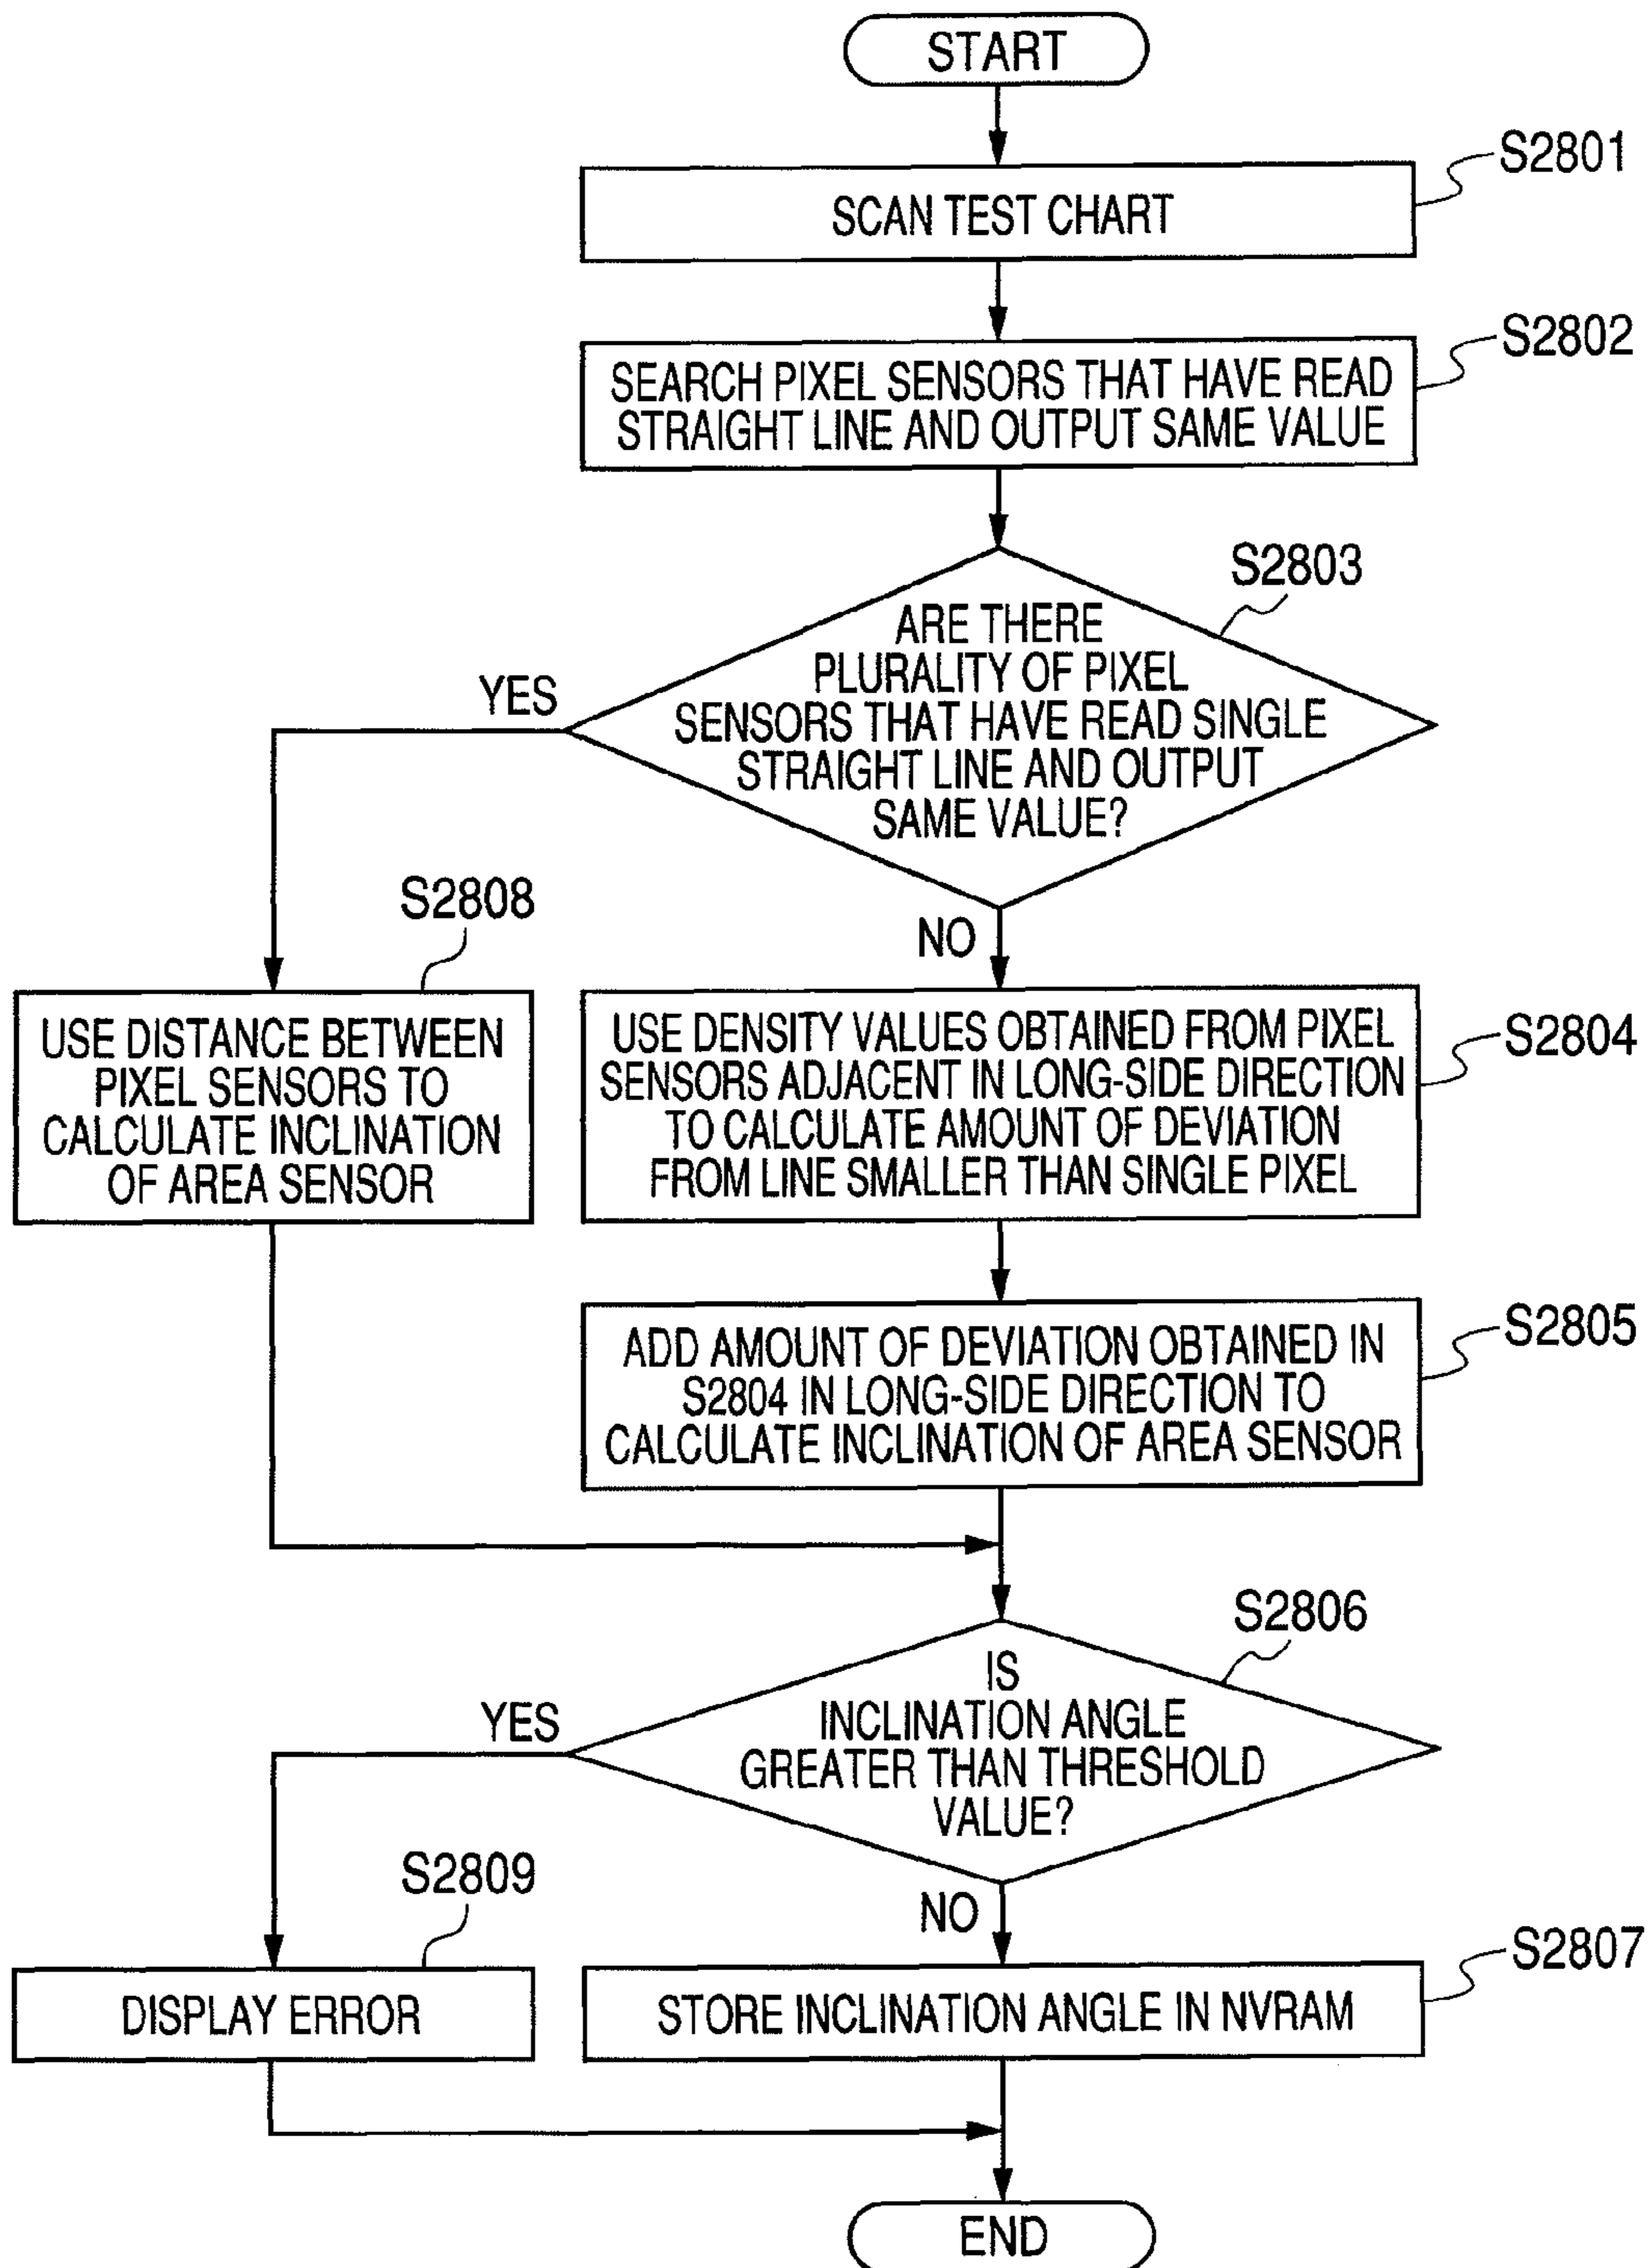 START
S2801
SCAN TEST CHART
S2802
SEARCH PIXEL SENSORS THAT HAVE READ
STRAIGHT LINE AND OUTPUT SAME VALUE
S2803
ARE THERE
PLURALITY OF PIXEL
SENSORS THAT HAVE READ SINGLE
STRAIGHT LINE AND OUTPUT
SAME VALUE?
YES
NO
S2808
USE DISTANCE BETWEEN
PIXEL SENSORS TO
CALCULATE INCLINATION
OF AREA SENSOR
S2804
USE DENSITY VALUES OBTAINED FROM PIXEL
SENSORS ADJACENT IN LONG-SIDE DIRECTION
TO CALCULATE AMOUNT OF DEVIATION
FROM LINE SMALLER THAN SINGLE PIXEL
S2805
ADD AMOUNT OF DEVIATION OBTAINED IN
S2804 IN LONG-SIDE DIRECTION TO
CALCULATE INCLINATION OF AREA SENSOR
S2806
IS
INCLINATION ANGLE
GREATER THAN THRESHOLD
VALUE?
YES
NO
S2809
DISPLAY ERROR
S2807
STORE INCLINATION ANGLE IN NVRAM
END